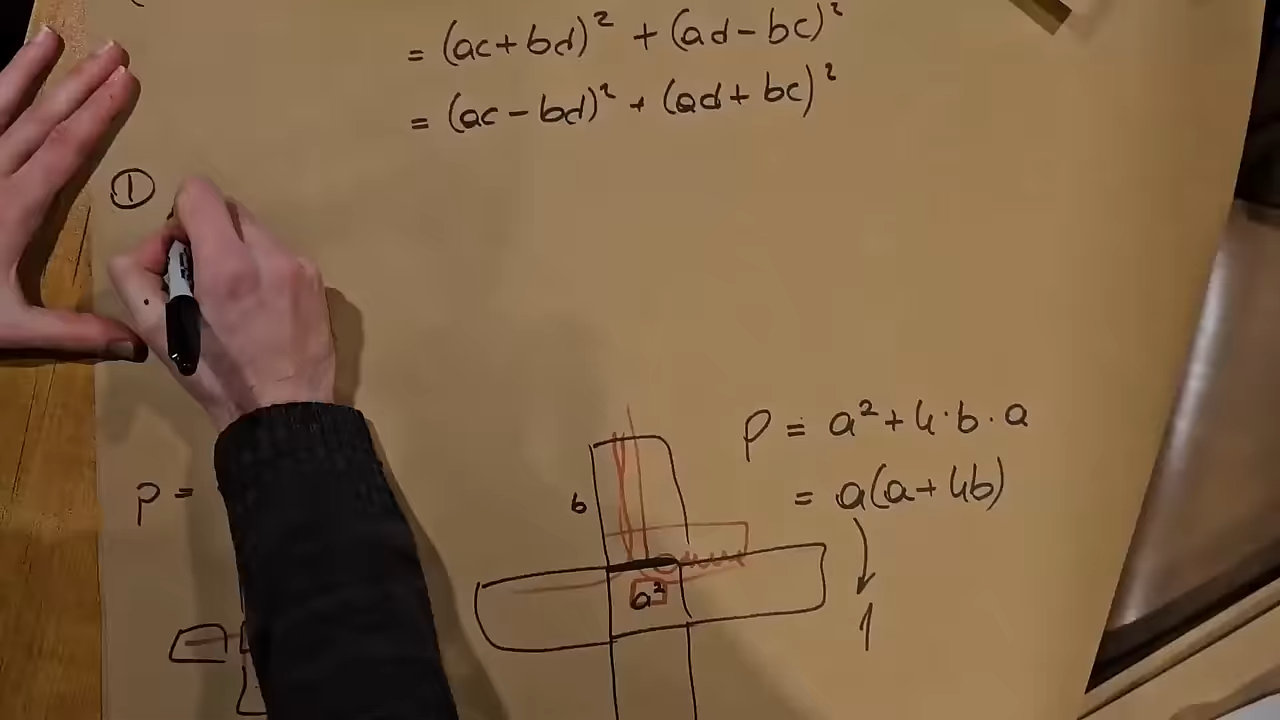 = (ac+bd)² + (ad-bc)²
= (ac-bd)² + (ad+bc)²
①
p = a²+4·b·a
= a(a+4b)
p =
b
a²
1